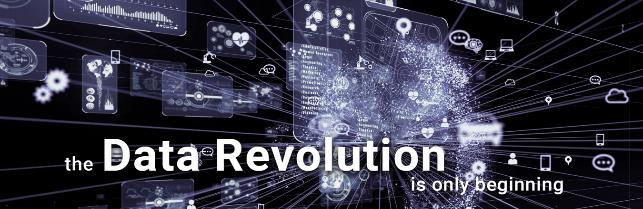 the Data Revolution
is only beginning